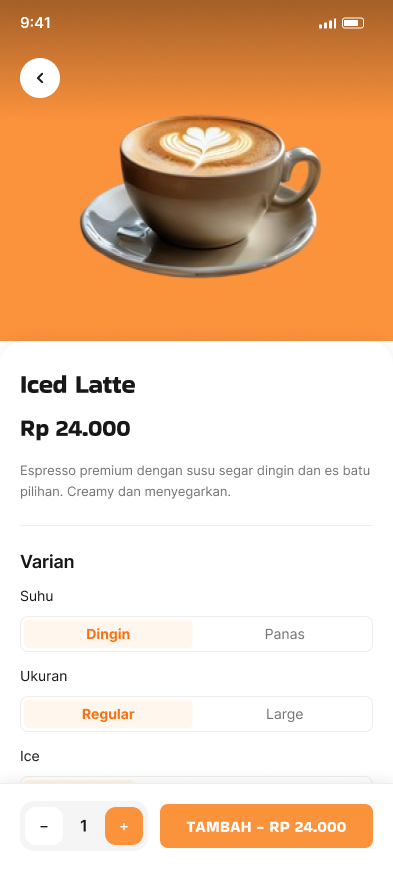 9:41
Iced Latte
Rp 24.000
Espresso premium dengan susu segar dingin dan es batu
pilihan. Creamy dan menyegarkan.
Varian
Suhu
Dingin Panas
Ukuran
Regular Large
Ice
− 1 + TAMBAH – RP 24.000